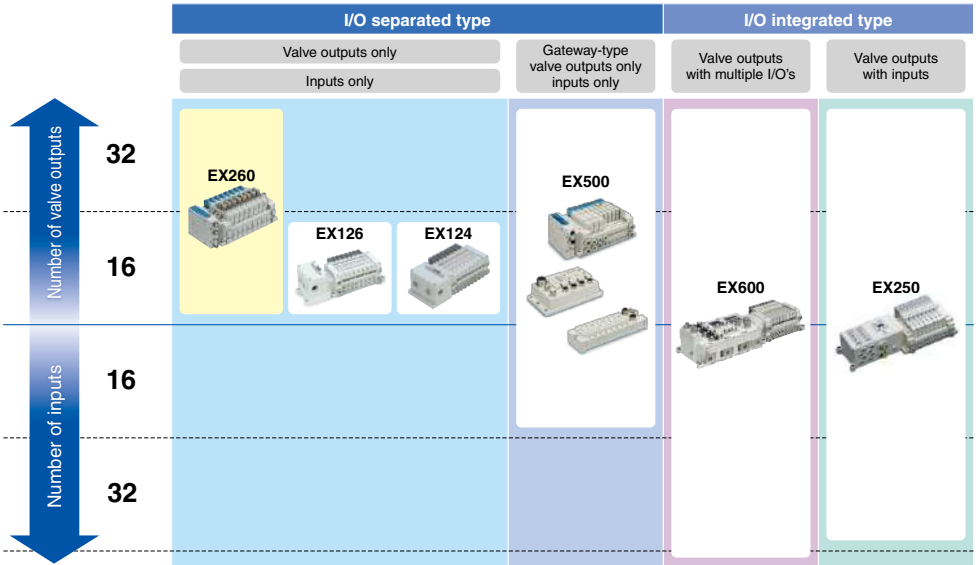 I/O separated type
I/O integrated type
Valve outputs only
Inputs only
Gateway-type
valve outputs only
inputs only
Valve outputs
with multiple I/O's
Valve outputs
with inputs
Number of valve outputs
32
16
Number of inputs
16
32
EX260
EX126
EX124
EX500
EX600
EX250